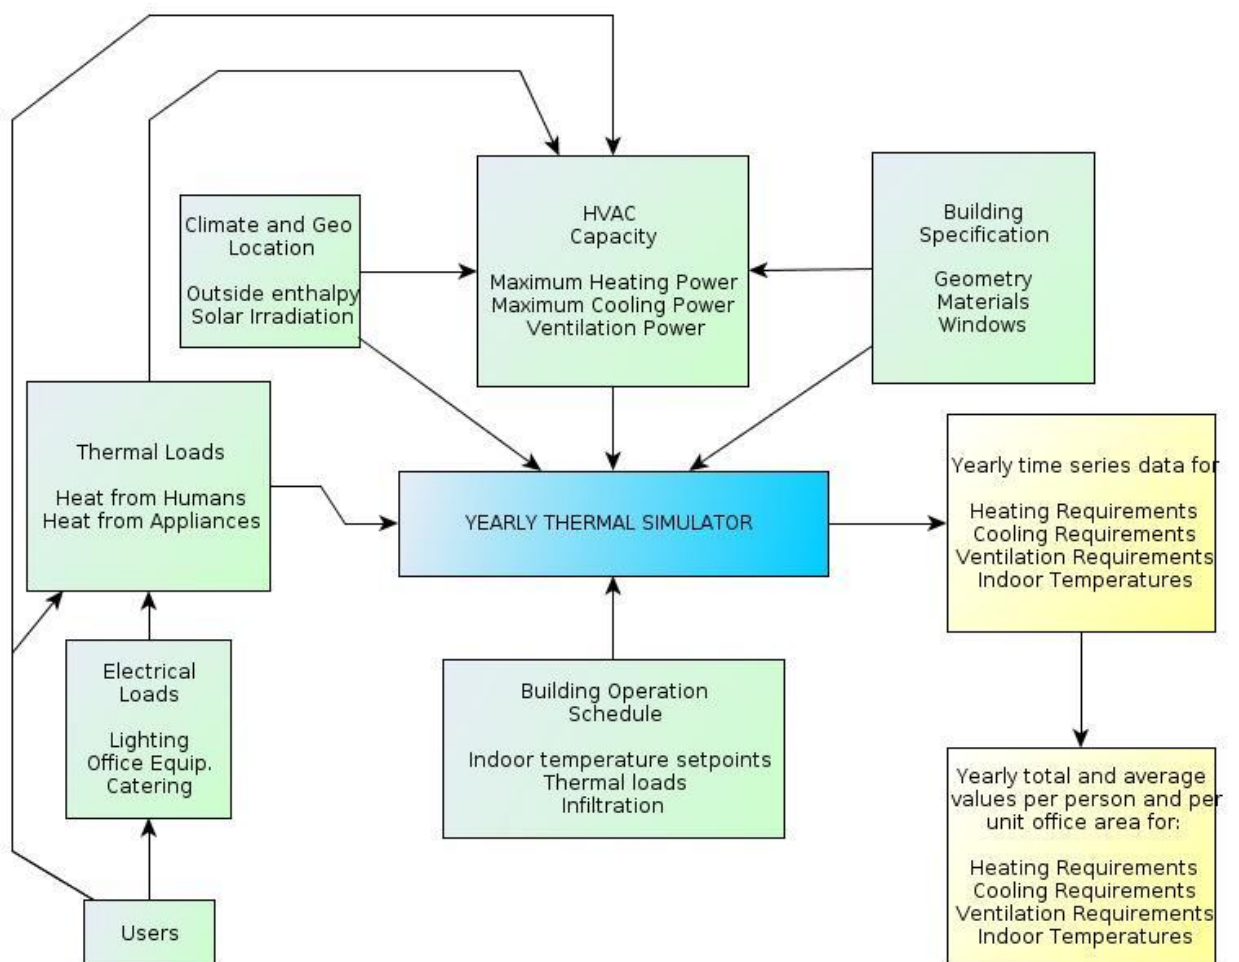 HVAC
Capacity
Maximum Heating Power
Maximum Cooling Power
Ventilation Power
Building
Specification
Geometry
Materials
Windows
Climate and Geo
Location
Outside enthalpy
Solar Irradiation
Thermal Loads
Heat from Humans
Heat from Appliances
YEARLY THERMAL SIMULATOR
Yearly time series data for
Heating Requirements
Cooling Requirements
Ventilation Requirements
Indoor Temperatures
Electrical
Loads
Lighting
Office Equip.
Catering
Building Operation
Schedule
Indoor temperature setpoints
Thermal loads
Infiltration
Yearly total and average
values per person and per
unit office area for:
Heating Requirements
Cooling Requirements
Ventilation Requirements
Indoor Temperatures
Users